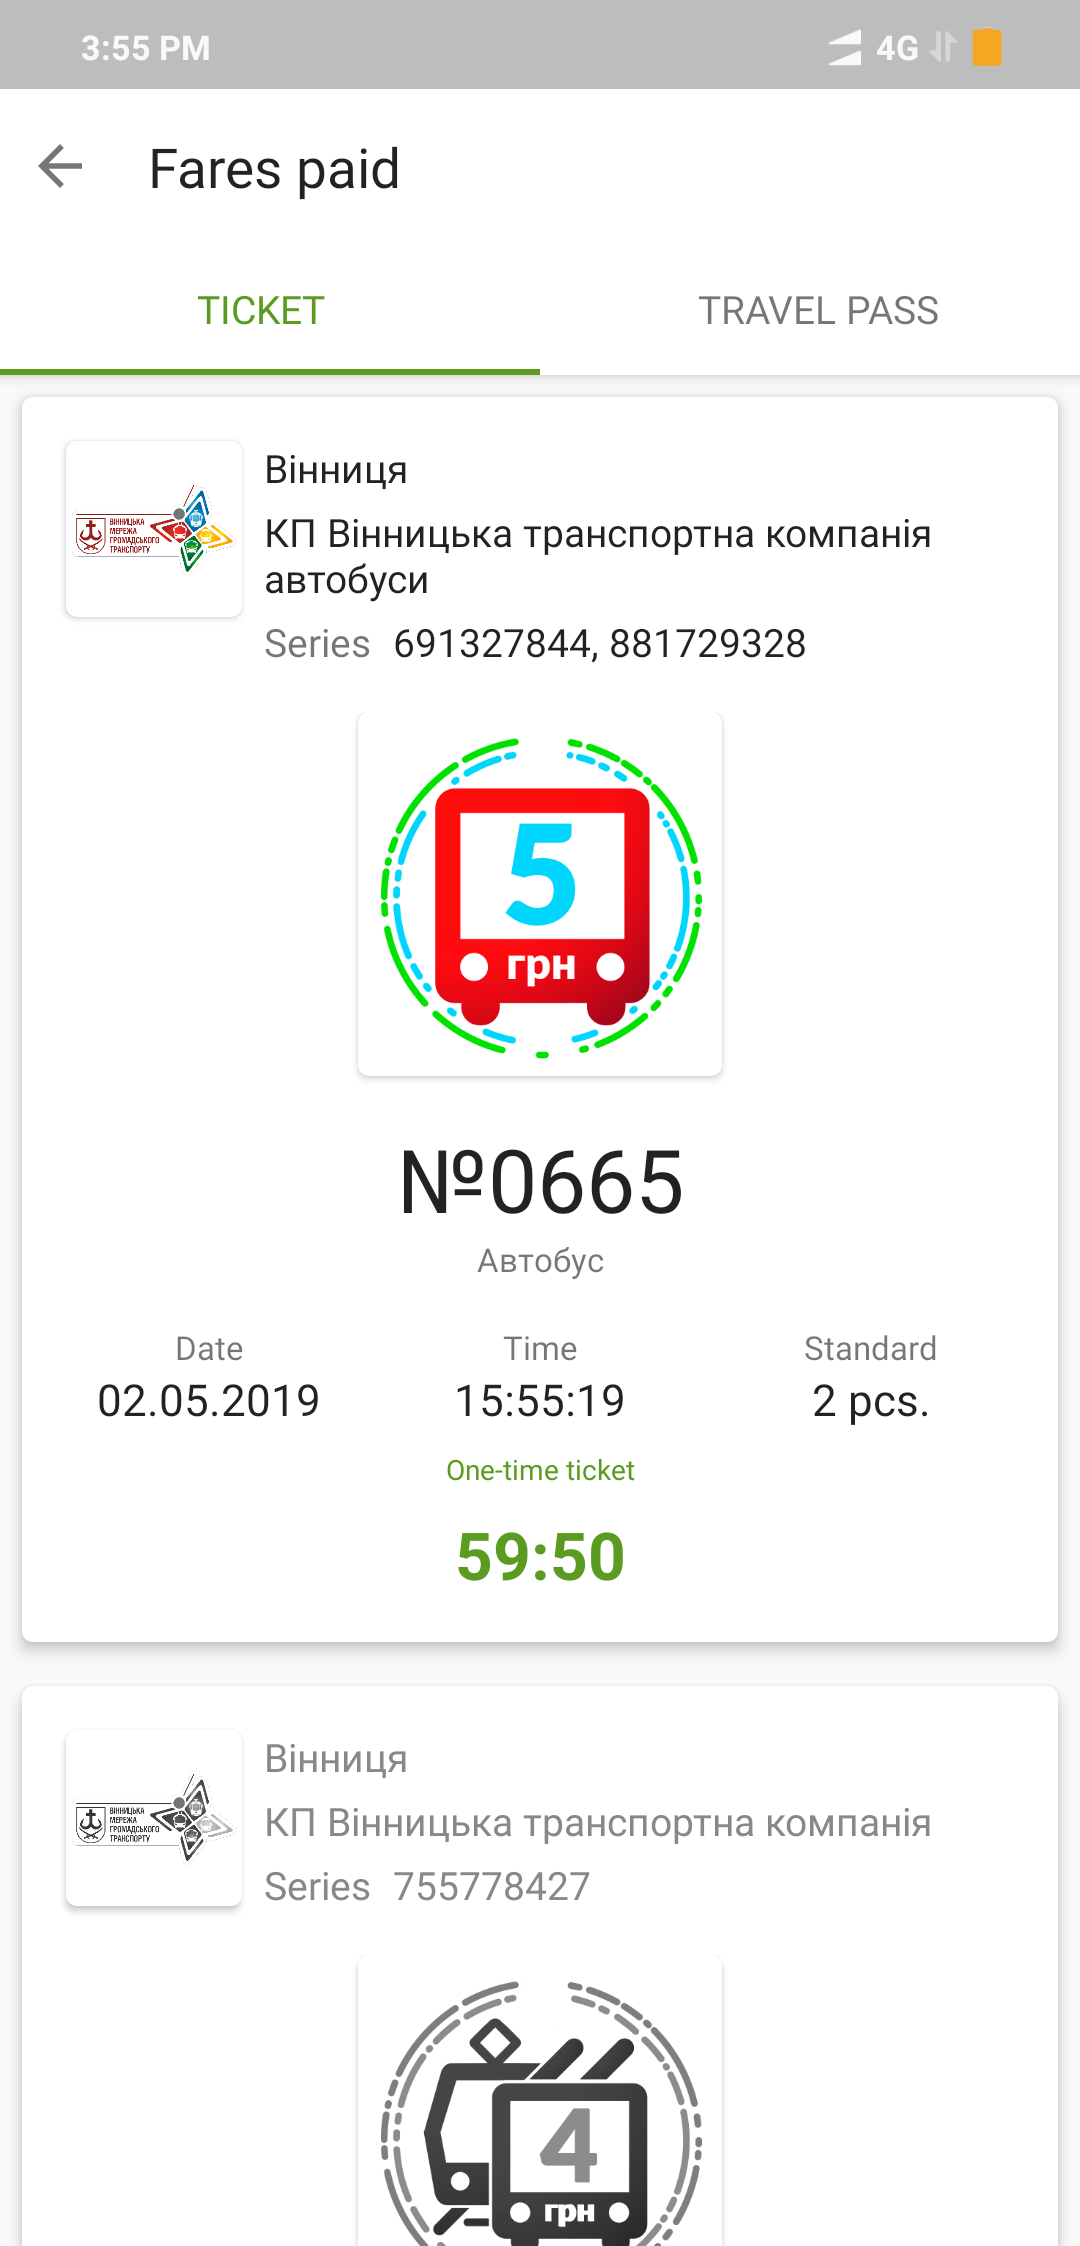 3:55 PM
4G
Fares paid
TICKET
TRAVEL PASS
ВІННИЦЬКА
МЕРЕЖА
ГРОМАДСЬКОГО
ТРАНСПОРТУ
Вінниця
КП Вінницька транспортна компанія
автобуси
Series 691327844, 881729328
5
грн
№0665
Автобус
Date
Time
Standard
02.05.2019
15:55:19
2 pcs.
One-time ticket
59:50
ВІННИЦЬКА
МЕРЕЖА
ГРОМАДСЬКОГО
ТРАНСПОРТУ
Вінниця
КП Вінницька транспортна компанія
Series 755778427
4
грн